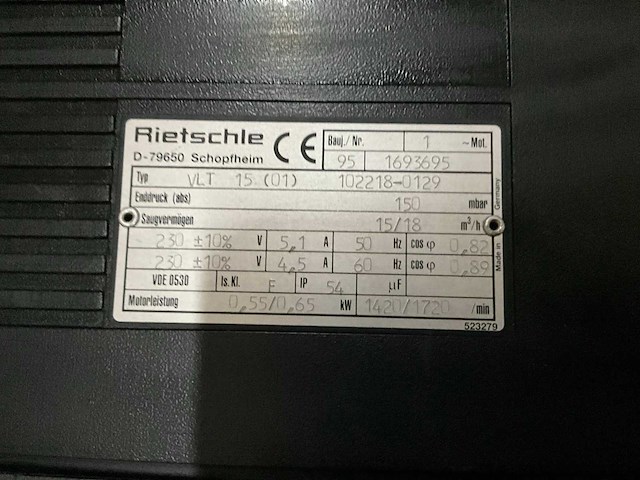 Rietschle CE Bauj./ Nr. 1 ~ Mot.
D-79650 Schopfheim 95 1693695
Typ VLT 15 (01) 102218-0129
Enddruck (abs) 150 mbar
Saugvermögen 15/18 m³/h
230 ±10% V 5,1 A 50 Hz cos φ 0,82
230 ±10% V 4,5 A 60 Hz cos φ 0,89
VDE 0530 Is. Kl. F IP 54 µF
Motorleistung 0,55/0,65 kW 1420/1720 /min
Made in Germany
523279